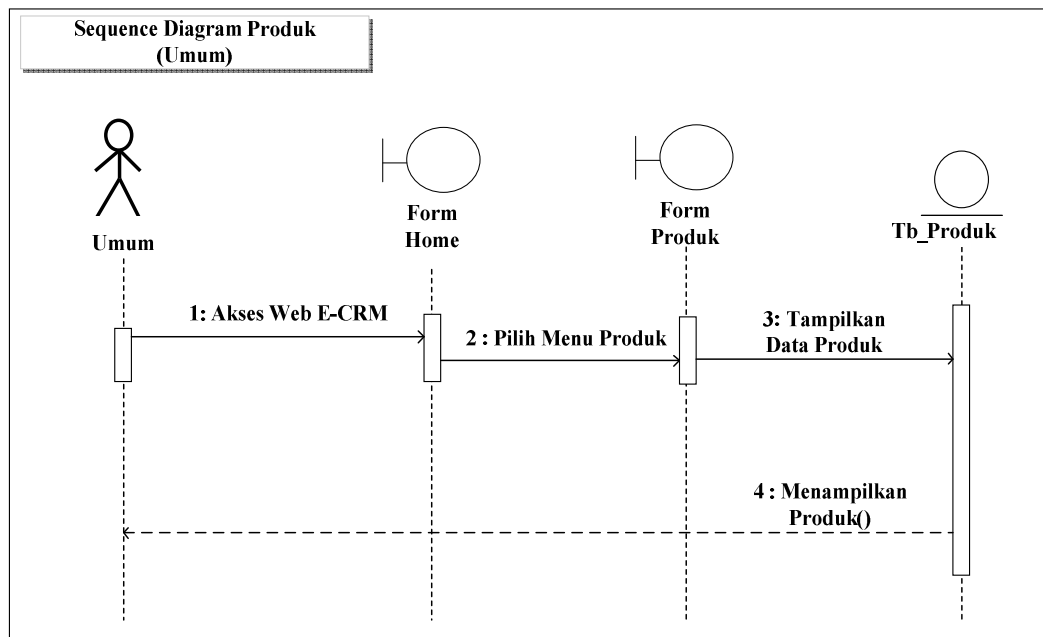 Sequence Diagram Produk
(Umum)
Umum
Form
Home
Form
Produk
Tb_Produk
1: Akses Web E-CRM
2 : Pilih Menu Produk
3: Tampilkan
Data Produk
4 : Menampilkan
Produk()